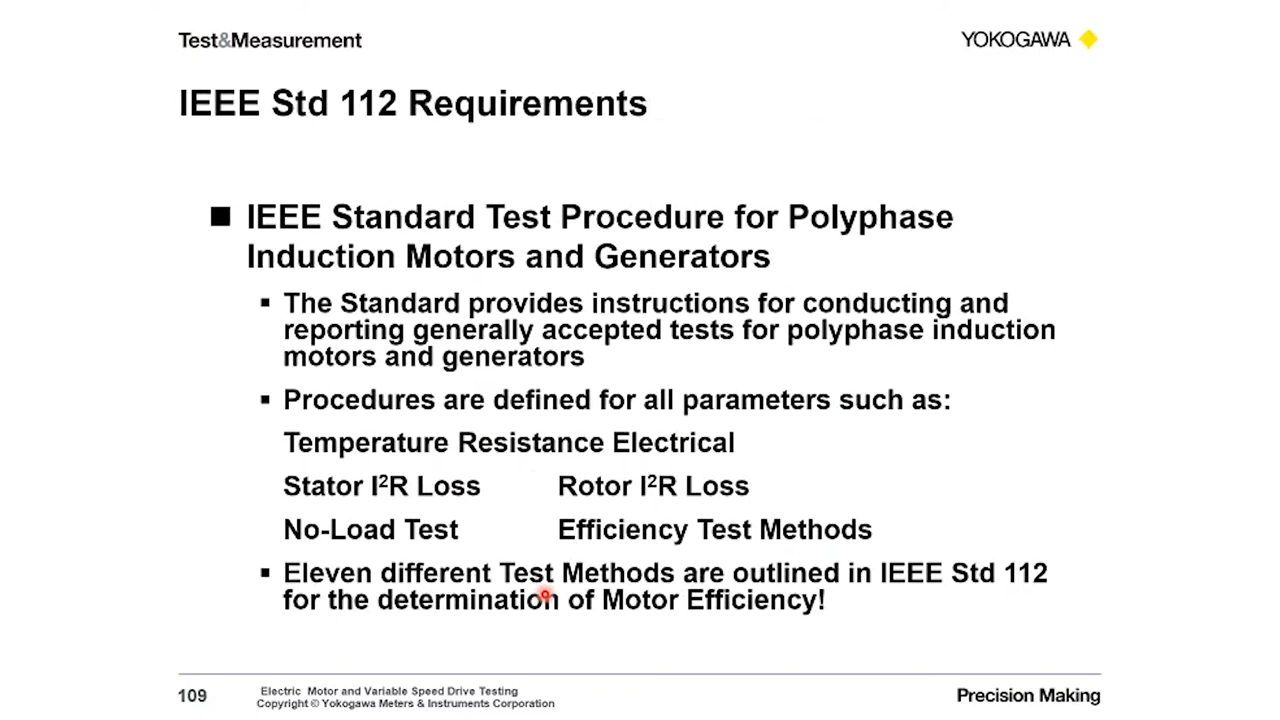 Test&Measurement
YOKOGAWA
IEEE Std 112 Requirements
■ IEEE Standard Test Procedure for Polyphase
Induction Motors and Generators
▪ The Standard provides instructions for conducting and
reporting generally accepted tests for polyphase induction
motors and generators
▪ Procedures are defined for all parameters such as:
Temperature Resistance Electrical
Stator I²R Loss Rotor I²R Loss
No-Load Test Efficiency Test Methods
▪ Eleven different Test Methods are outlined in IEEE Std 112
for the determination of Motor Efficiency!
109
Electric Motor and Variable Speed Drive Testing
Copyright © Yokogawa Meters & Instruments Corporation
Precision Making